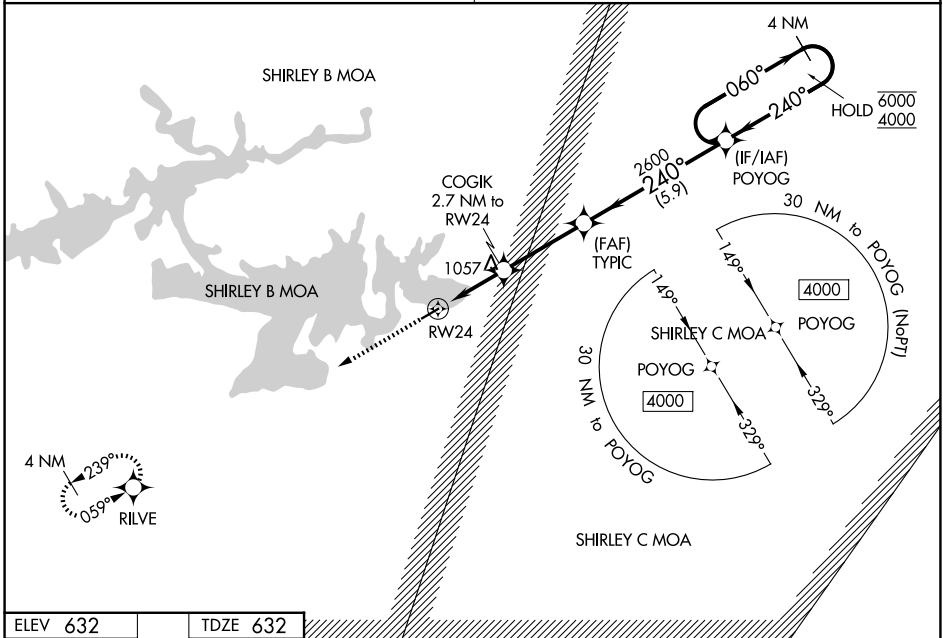 4 NM
SHIRLEY B MOA
060°
240°
HOLD
6000
4000
2600
240°
(5.9)
(IF/IAF)
POYOG
COGIK
2.7 NM to
RW24
(FAF)
TYPIC
1057
SHIRLEY B MOA
RW24
30 NM to POYOG (NoPT)
149°
4000
POYOG
329°
149°
SHIRLEY C MOA
POYOG
4000
329°
30 NM to POYOG
4 NM
239°
059°
RILVE
SHIRLEY C MOA
ELEV 632
TDZE 632